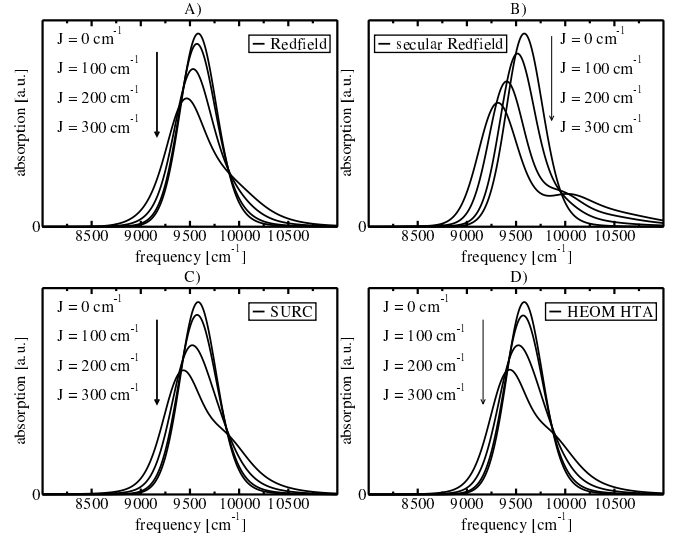 A)
J = 0 cm⁻¹
J = 100 cm⁻¹
J = 200 cm⁻¹
J = 300 cm⁻¹
Redfield
absorption [a.u.]
0
8500 9000 9500 10000 10500
frequency [cm⁻¹]
B)
secular Redfield
J = 0 cm⁻¹
J = 100 cm⁻¹
J = 200 cm⁻¹
J = 300 cm⁻¹
absorption [a.u.]
0
8500 9000 9500 10000 10500
frequency [cm⁻¹]
C)
J = 0 cm⁻¹
J = 100 cm⁻¹
J = 200 cm⁻¹
J = 300 cm⁻¹
SURC
absorption [a.u.]
0
8500 9000 9500 10000 10500
frequency [cm⁻¹]
D)
J = 0 cm⁻¹
J = 100 cm⁻¹
J = 200 cm⁻¹
J = 300 cm⁻¹
HEOM HTA
absorption [a.u.]
0
8500 9000 9500 10000 10500
frequency [cm⁻¹]